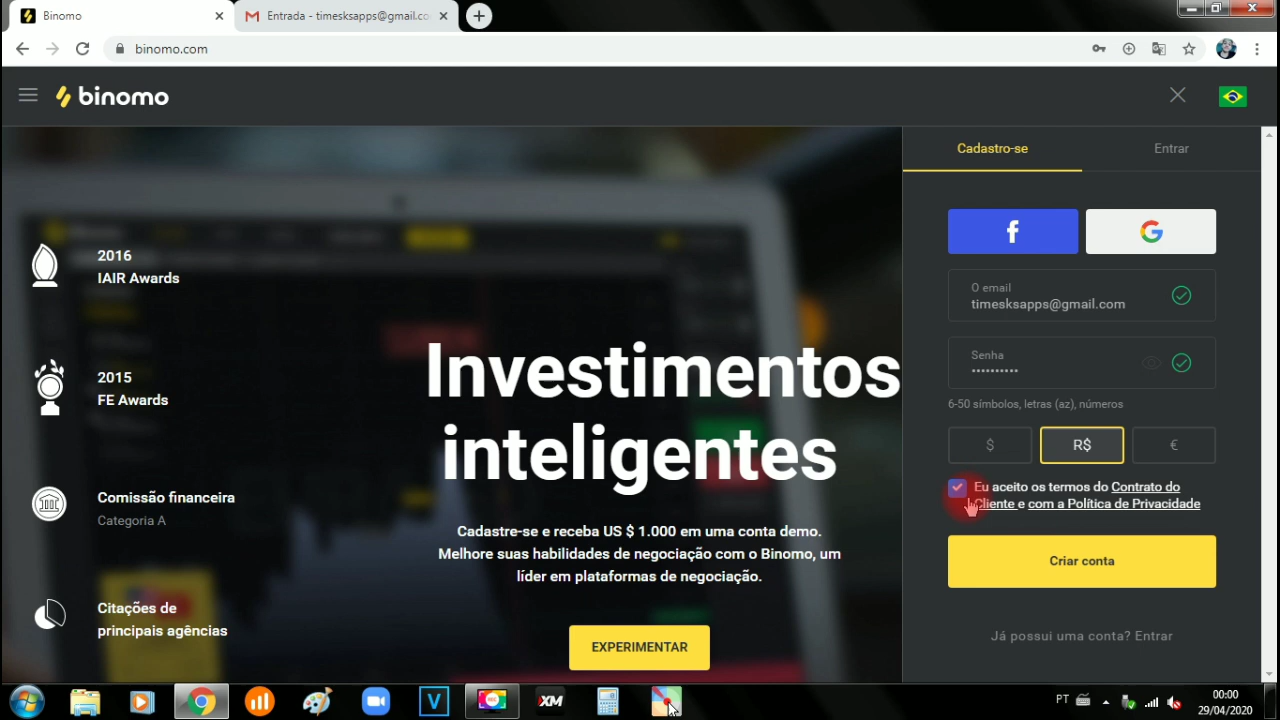 Binomo
Entrada - timesksapps@gmail.co
binomo.com
binomo
Cadastro-se
Entrar
2016
IAIR Awards
2015
FE Awards
Comissão financeira
Categoria A
Citações de
principais agências
Investimentos
inteligentes
Cadastre-se e receba US $ 1.000 em uma conta demo.
Melhore suas habilidades de negociação com o Binomo, um
líder em plataformas de negociação.
EXPERIMENTAR
f
G
O email
timesksapps@gmail.com
Senha
••••••••••
6-50 símbolos, letras (az), números
$
R$
€
Eu aceito os termos do Contrato do
Cliente e com a Política de Privacidade
Criar conta
Já possui uma conta? Entrar
V
XM
PT
00:00
29/04/2020